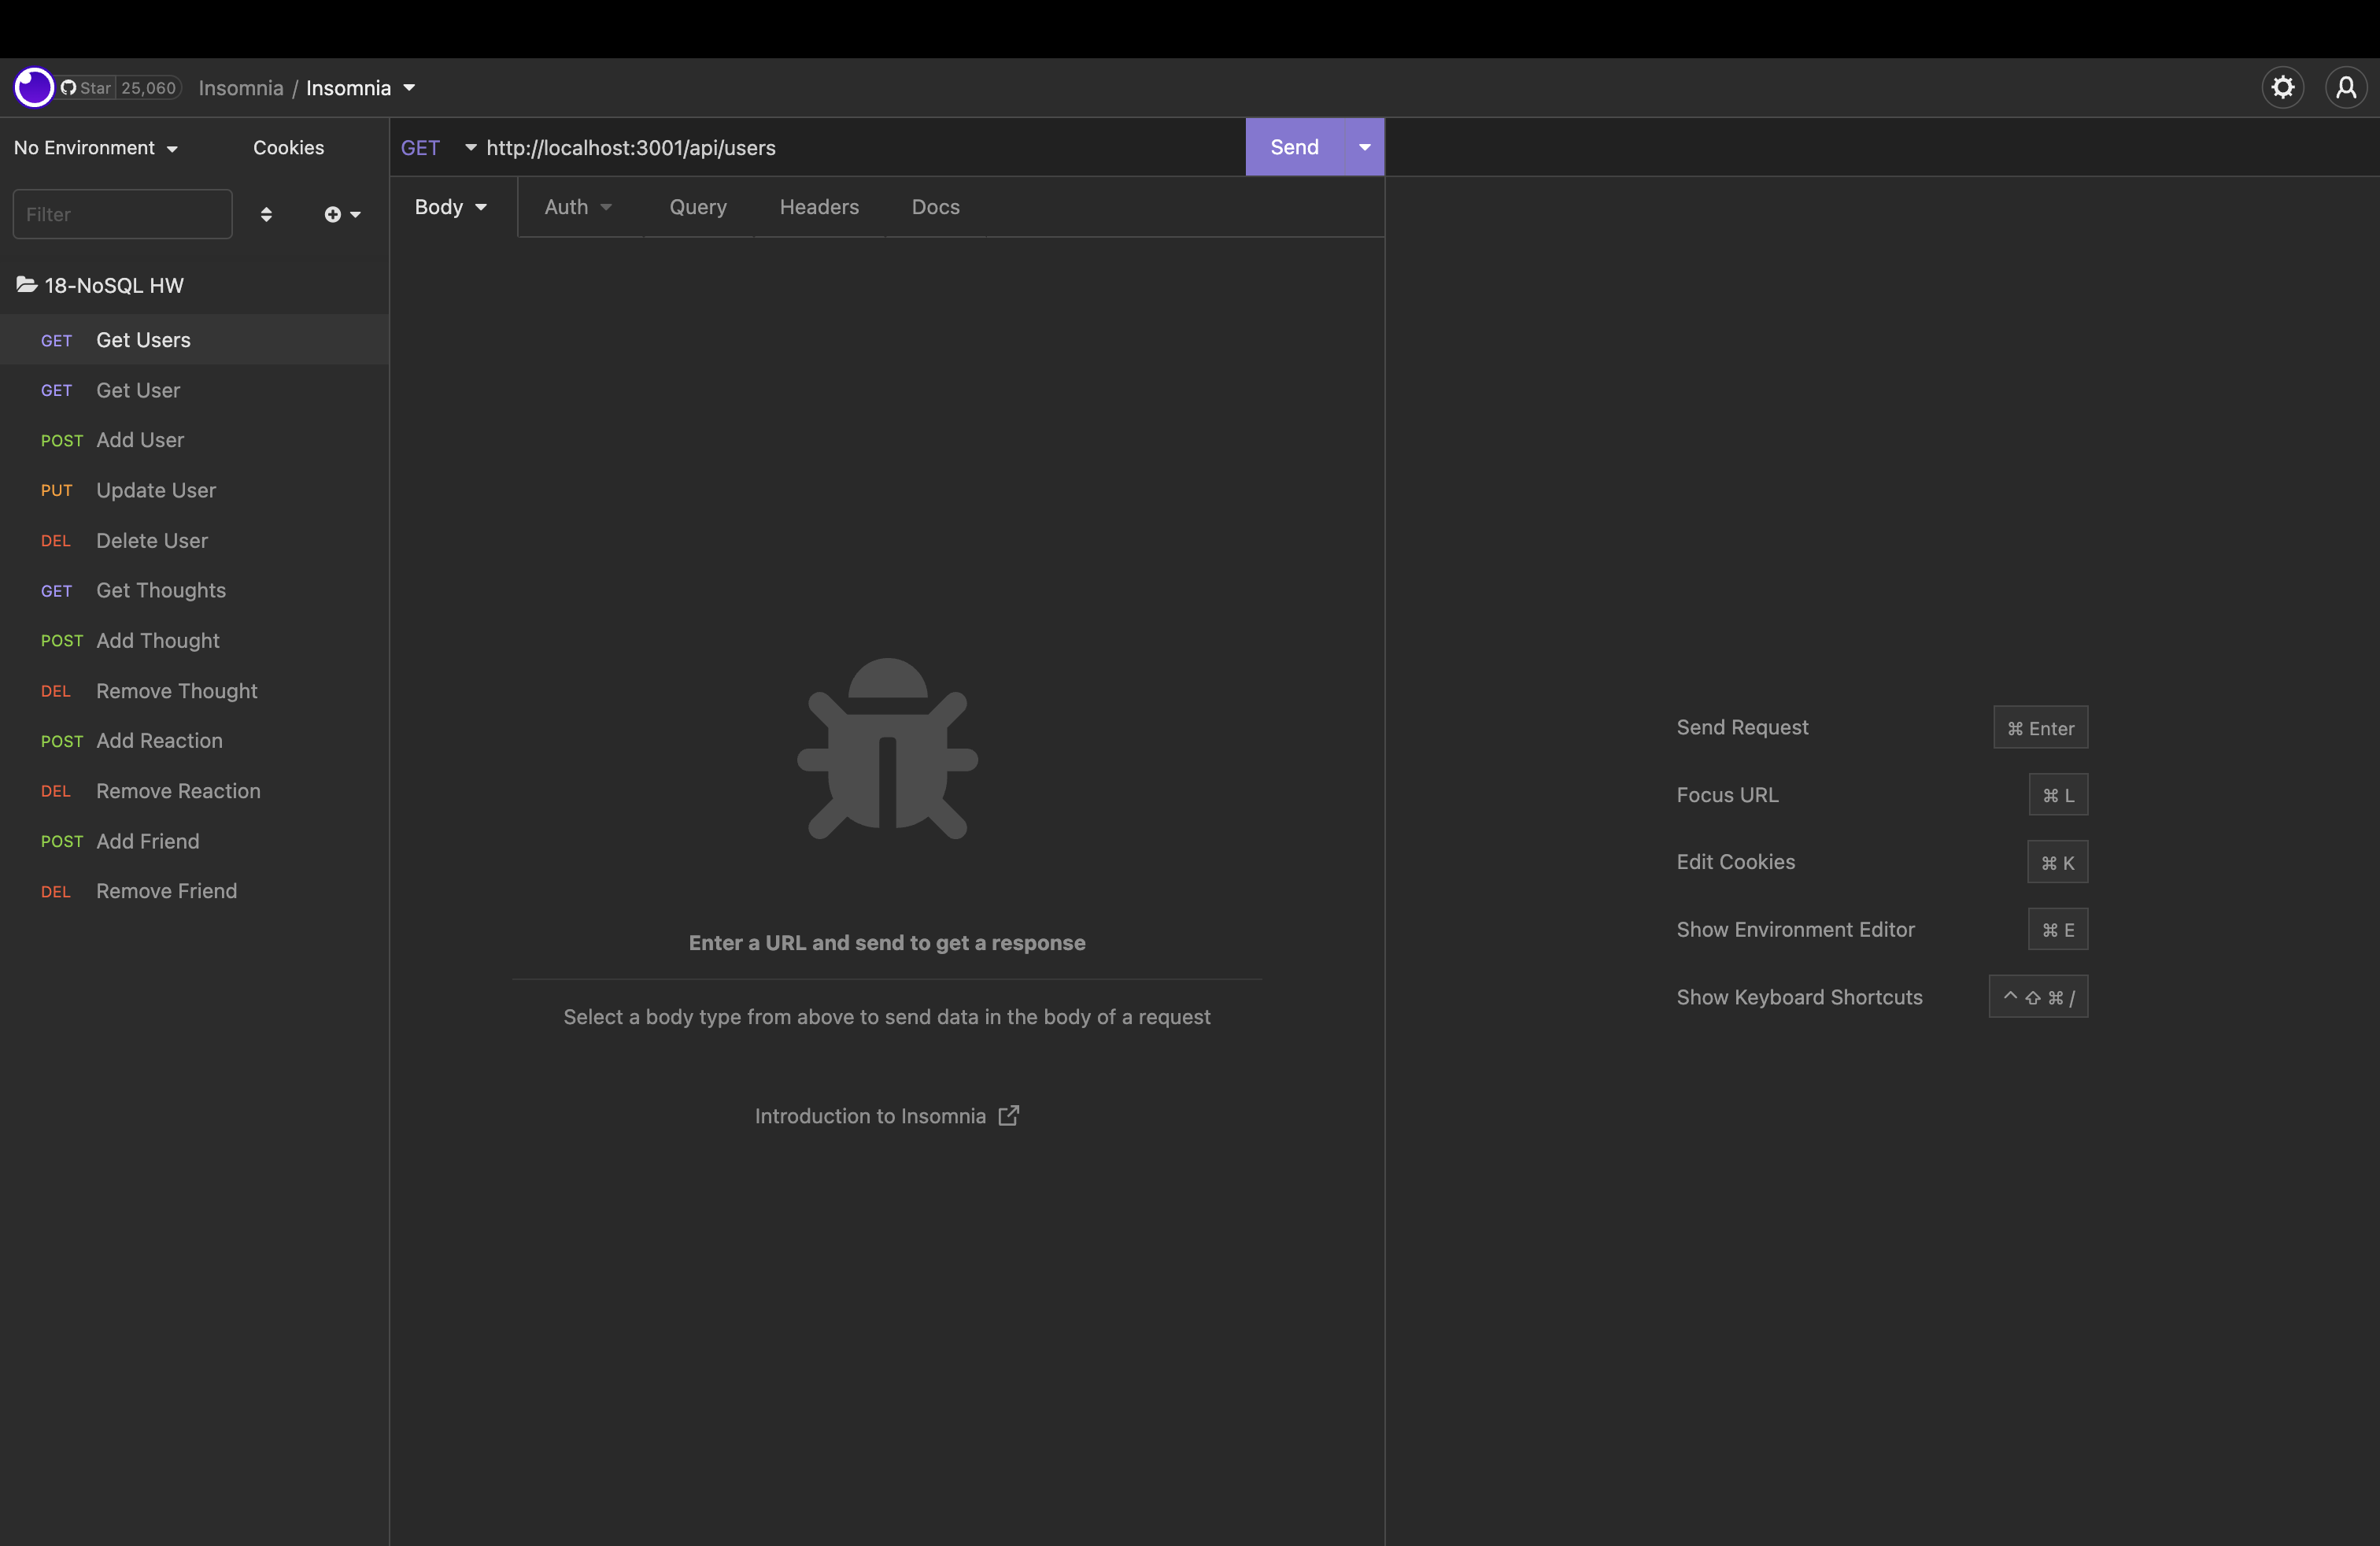 Star 25,060 Insomnia / Insomnia
No Environment Cookies
Filter
18-NoSQL HW
GET Get Users
GET Get User
POST Add User
PUT Update User
DEL Delete User
GET Get Thoughts
POST Add Thought
DEL Remove Thought
POST Add Reaction
DEL Remove Reaction
POST Add Friend
DEL Remove Friend
GET http://localhost:3001/api/users Send
Body Auth Query Headers Docs
Enter a URL and send to get a response
Select a body type from above to send data in the body of a request
Introduction to Insomnia
Send Request ⌘ Enter
Focus URL ⌘ L
Edit Cookies ⌘ K
Show Environment Editor ⌘ E
Show Keyboard Shortcuts ⌃ ⇧ ⌘ /